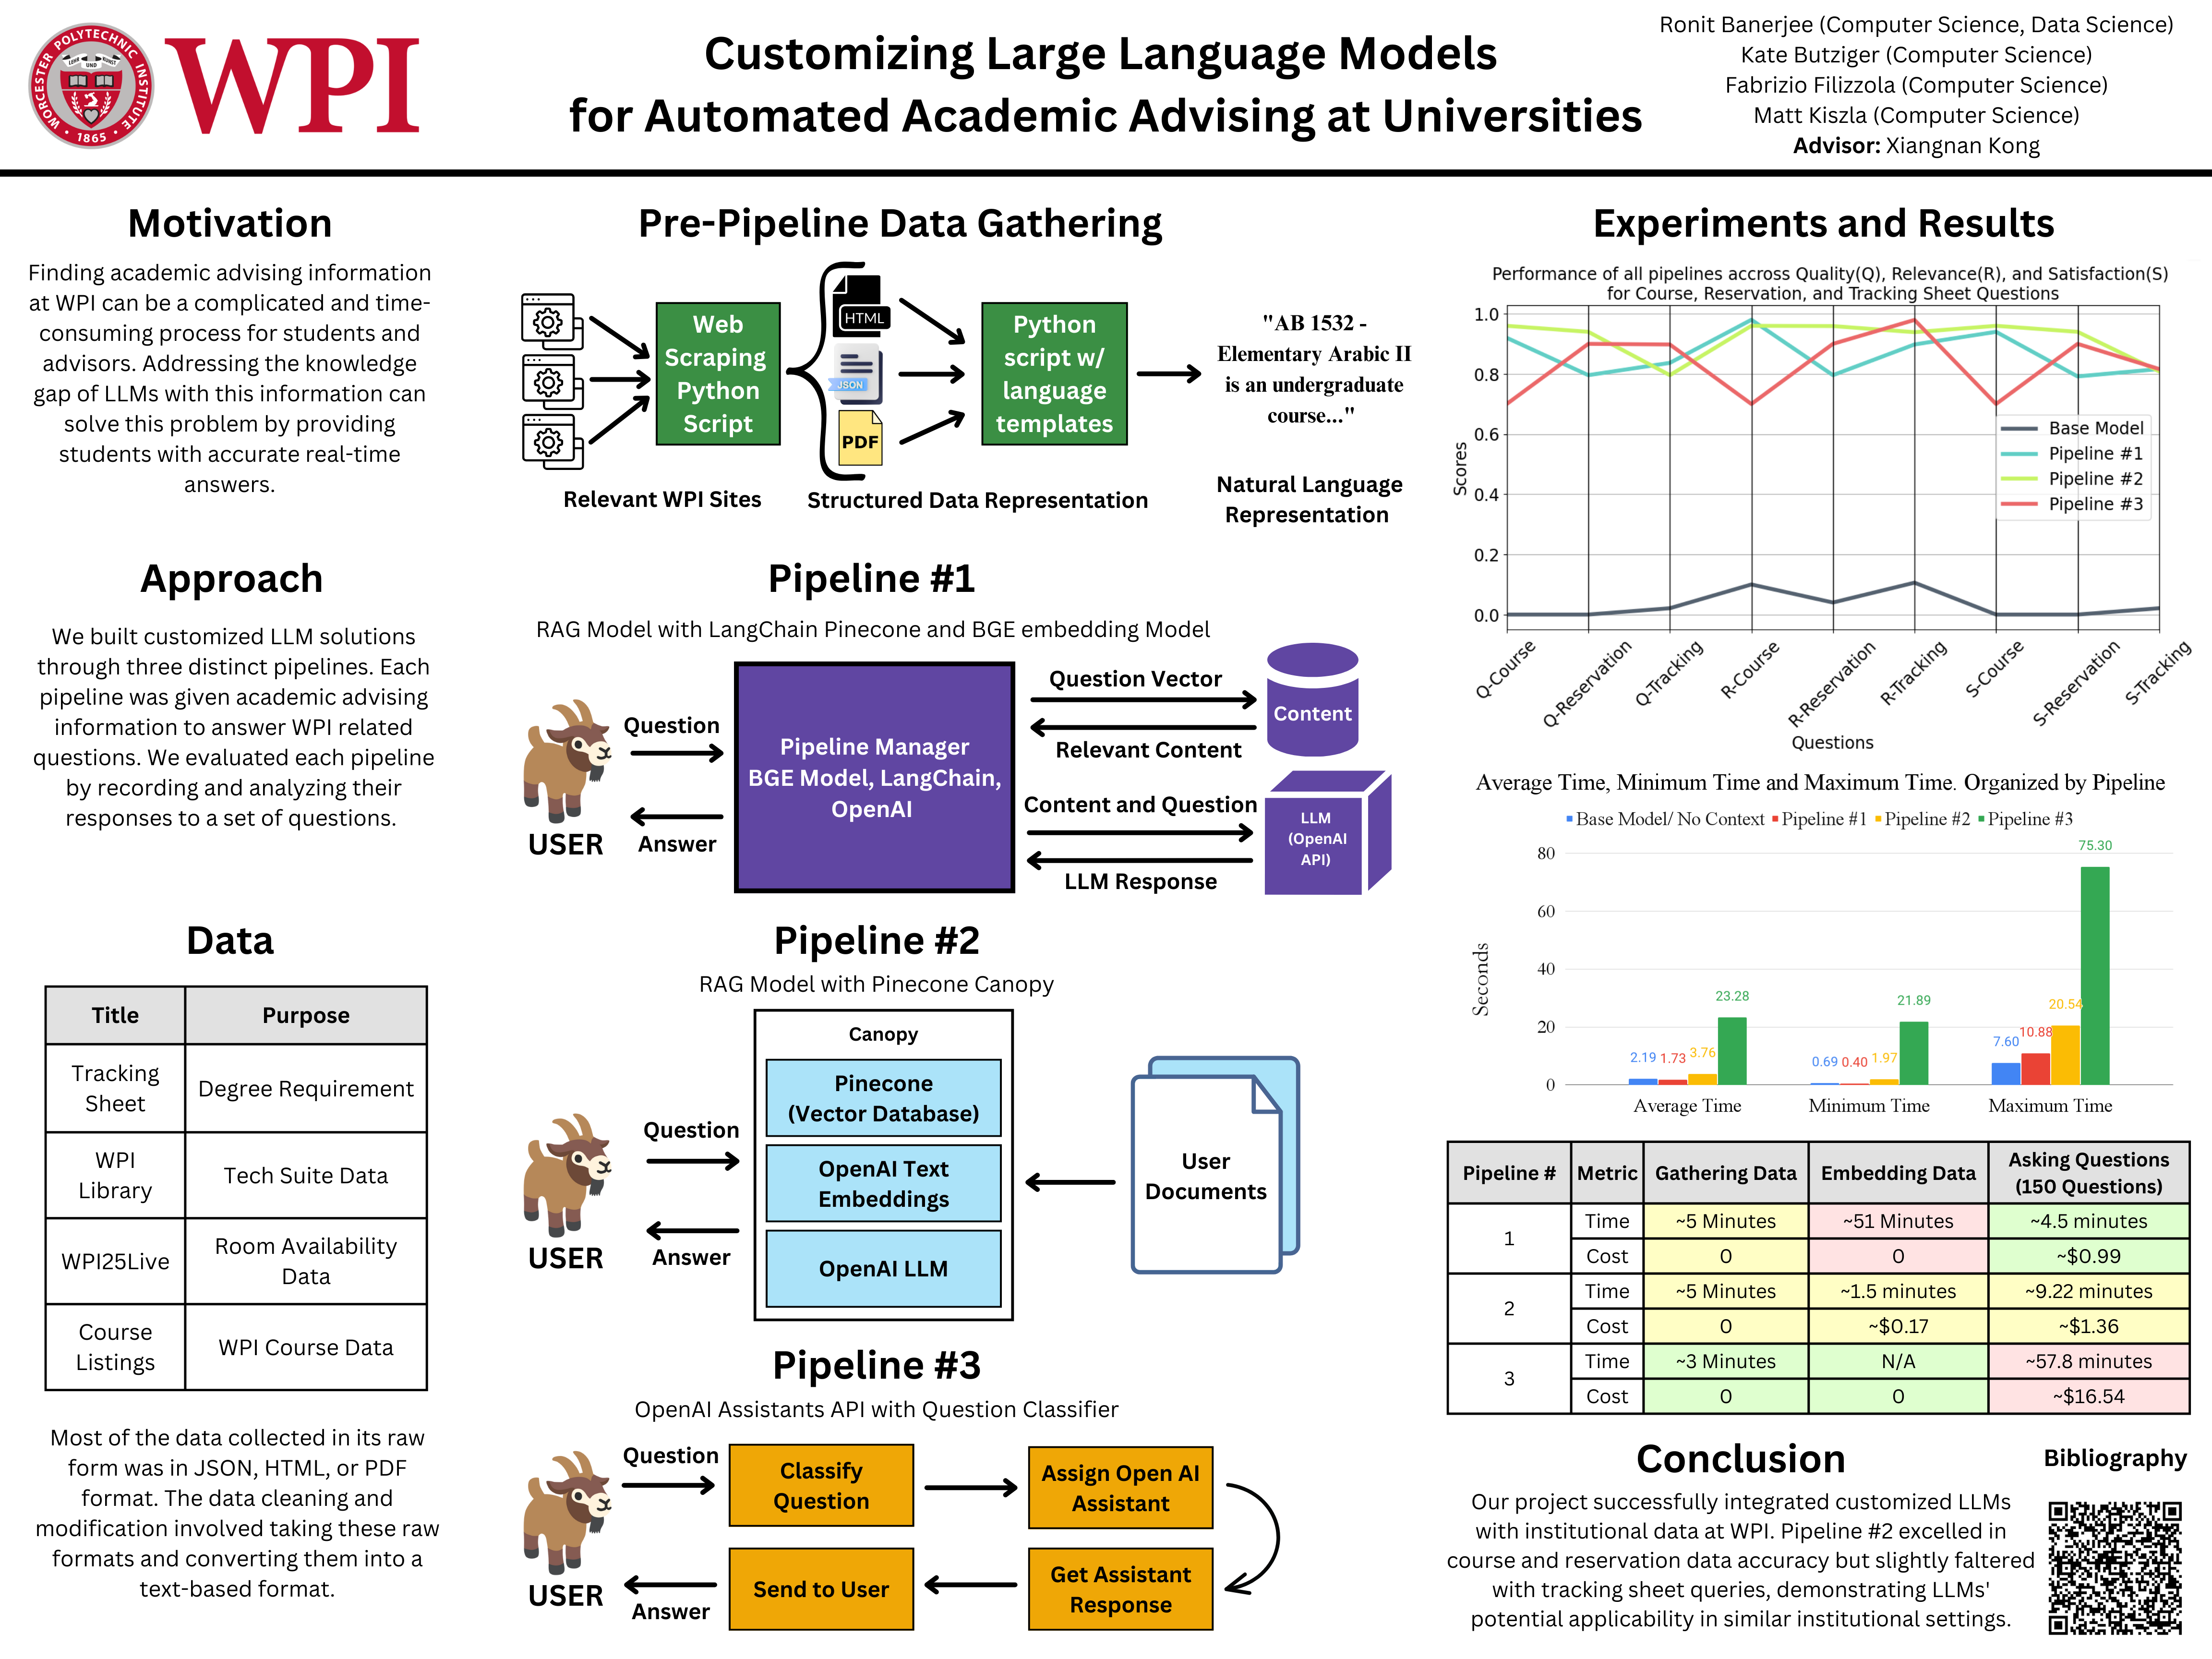 WORCESTER POLYTECHNIC INSTITUTE
LEHR UND KUNST
1865
WPI
Customizing Large Language Models
for Automated Academic Advising at Universities
Ronit Banerjee (Computer Science, Data Science)
Kate Butziger (Computer Science)
Fabrizio Filizzola (Computer Science)
Matt Kiszla (Computer Science)
Advisor: Xiangnan Kong
Motivation
Finding academic advising information
at WPI can be a complicated and time-
consuming process for students and
advisors. Addressing the knowledge
gap of LLMs with this information can
solve this problem by providing
students with accurate real-time
answers.
Approach
We built customized LLM solutions
through three distinct pipelines. Each
pipeline was given academic advising
information to answer WPI related
questions. We evaluated each pipeline
by recording and analyzing their
responses to a set of questions.
Data
Title Purpose
Tracking
Sheet
Degree Requirement
WPI
Library
Tech Suite Data
WPI25Live
Room Availability
Data
Course
Listings
WPI Course Data
Most of the data collected in its raw
form was in JSON, HTML, or PDF
format. The data cleaning and
modification involved taking these raw
formats and converting them into a
text-based format.
Pre-Pipeline Data Gathering
Web
Scraping
Python
Script
HTML
JSON
PDF
Python
script w/
language
templates
"AB 1532 -
Elementary Arabic II
is an undergraduate
course..."
Relevant WPI Sites
Structured Data Representation
Natural Language
Representation
Pipeline #1
RAG Model with LangChain Pinecone and BGE embedding Model
Question
Answer
USER
Pipeline Manager
BGE Model, LangChain,
OpenAI
Question Vector
Relevant Content
Content
Content and Question
LLM Response
LLM
(OpenAI
API)
Pipeline #2
RAG Model with Pinecone Canopy
Question
Answer
USER
Canopy
Pinecone
(Vector Database)
OpenAI Text
Embeddings
OpenAI LLM
User
Documents
Pipeline #3
OpenAI Assistants API with Question Classifier
Question
Answer
USER
Classify
Question
Assign Open AI
Assistant
Send to User
Get Assistant
Response
Experiments and Results
Performance of all pipelines accross Quality(Q), Relevance(R), and Satisfaction(S)
for Course, Reservation, and Tracking Sheet Questions
Scores
1.0
0.8
0.6
0.4
0.2
0.0
Base Model
Pipeline #1
Pipeline #2
Pipeline #3
Q-Course
Q-Reservation
Q-Tracking
R-Course
R-Reservation
R-Tracking
S-Course
S-Reservation
S-Tracking
Questions
Average Time, Minimum Time and Maximum Time. Organized by Pipeline
Base Model/ No Context Pipeline #1 Pipeline #2 Pipeline #3
Seconds
80
60
40
20
0
2.19 1.73 3.76 23.28
0.69 0.40 1.97 21.89
7.60 10.88 20.54 75.30
Average Time Minimum Time Maximum Time
Pipeline # Metric Gathering Data Embedding Data Asking Questions
(150 Questions)
1
Time ~5 Minutes ~51 Minutes ~4.5 minutes
Cost 0 0 ~$0.99
2
Time ~5 Minutes ~1.5 minutes ~9.22 minutes
Cost 0 ~$0.17 ~$1.36
3
Time ~3 Minutes N/A ~57.8 minutes
Cost 0 0 ~$16.54
Conclusion
Our project successfully integrated customized LLMs
with institutional data at WPI. Pipeline #2 excelled in
course and reservation data accuracy but slightly faltered
with tracking sheet queries, demonstrating LLMs'
potential applicability in similar institutional settings.
Bibliography